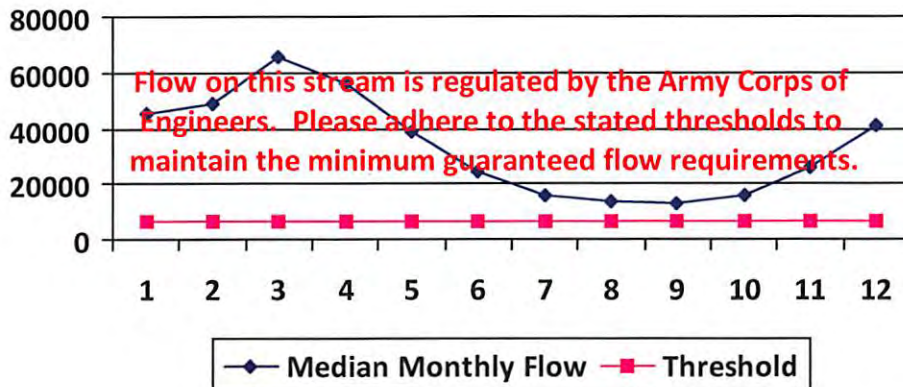 80000
60000
40000
20000
0
Flow on this stream is regulated by the Army Corps of
Engineers. Please adhere to the stated thresholds to
maintain the minimum guaranteed flow requirements.
1 2 3 4 5 6 7 8 9 10 11 12
Median Monthly Flow Threshold